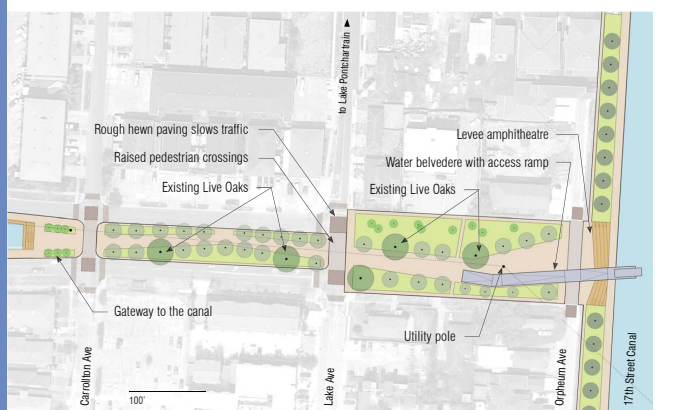 to Lake Pontchartrain
Rough hewn paving slows traffic
Raised pedestrian crossings
Existing Live Oaks
Levee amphitheatre
Water belvedere with access ramp
Existing Live Oaks
Gateway to the canal
Utility pole
Carrollton Ave
Lake Ave
Orpheum Ave
17th Street Canal
100'